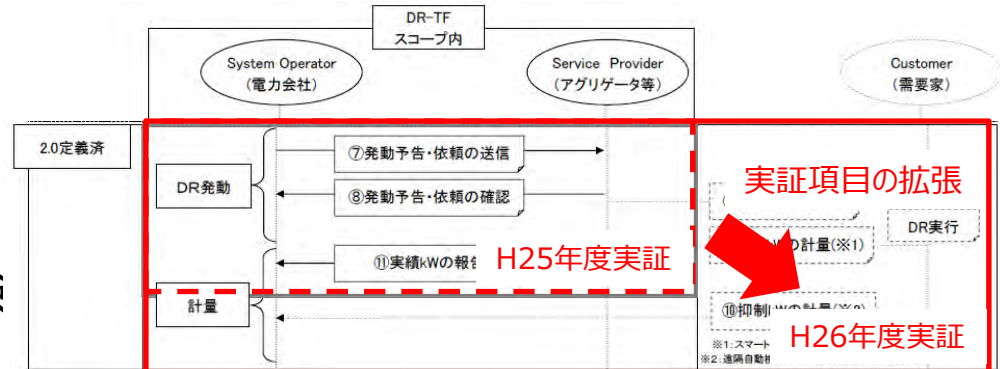 DR-TF
スコープ内
System Operator
(電力会社)
Service Provider
(アグリゲータ等)
Customer
(需要家)
2.0定義済
DR発動
⑦発動予告・依頼の送信
⑧発動予告・依頼の確認
実証項目の拡張
DR実行
の計量(※1)
⑪実績kWの報告
H25年度実証
計量
⑩抑制
H26年度実証
※1:スマート
※2:遠隔自動検